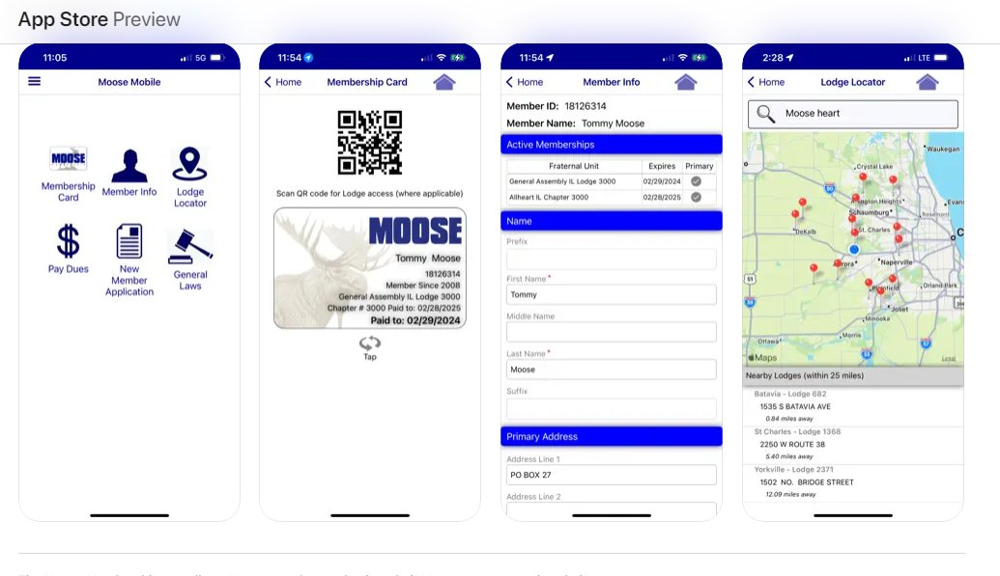 App Store Preview
11:05
5G
Moose Mobile
MOOSE
Membership
Card
Member Info
Lodge
Locator
Pay Dues
New
Member
Application
General
Laws
11:54
Home
Membership Card
Scan QR code for Lodge access (where applicable)
MOOSE
Tommy Moose
18126314
Member Since 2008
General Assembly IL Lodge 3000
Chapter # 3000 Paid to: 02/28/2025
Paid to: 02/29/2024
Tap
11:54
Home
Member Info
Member ID: 18126314
Member Name: Tommy Moose
Active Memberships
Fraternal Unit Expires Primary
General Assembly IL Lodge 3000 02/29/2024
Allheart IL Chapter 3000 02/28/2025
Name
Prefix
First Name *
Tommy
Middle Name
Last Name *
Moose
Suffix
Primary Address
Address Line 1
PO BOX 27
Address Line 2
2:28
LTE
Home
Lodge Locator
Moose heart
Waukegan
Crystal Lake
90
Arlington Heights
Schaumburg
Rosemont
Evans
DeKalb
St. Charles
C
Aurora
Naperville
51
Plainfield
Orland Park
39
Joliet
Minooka
Morris
Ottawa
55
57
Maps
Legal
Nearby Lodges (within 25 miles)
Batavia - Lodge 682
1535 S BATAVIA AVE
0.84 miles away
St Charles - Lodge 1368
2250 W ROUTE 38
5.40 miles away
Yorkville - Lodge 2371
1502 NO. BRIDGE STREET
12.09 miles away